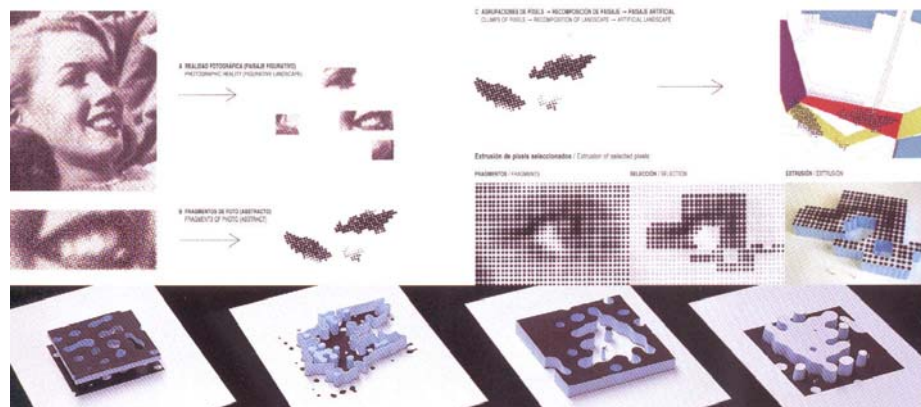 A REALIDAD FOTOGRÁFICA (PAISAJE FIGURATIVO)
PHOTOGRAPHIC REALITY (FIGURATIVE LANDSCAPE)
B FRAGMENTOS DE FOTO (ABSTRACTO)
FRAGMENTS OF PHOTO (ABSTRACT)
C AGRUPACIONES DE PIXELS → RECOMPOSICIÓN DE PAISAJE → PAISAJE ARTIFICIAL
CLUMPS OF PIXELS → RECOMPOSITION OF LANDSCAPE → ARTIFICIAL LANDSCAPE
Extrusión de pixels seleccionados / Extrusion of selected pixels
FRAGMENTOS / FRAGMENTS
SELECCIÓN / SELECTION
EXTRUSIÓN / EXTRUSION